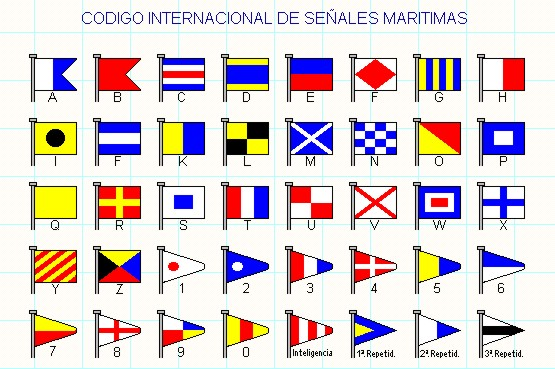 CODIGO INTERNACIONAL DE SEÑALES MARITIMAS
A B C D E F G H
I F K L M N O P
Q R S T U V W X
Y Z 1 2 3 4 5 6
7 8 9 0 Inteligencia 1ª Repetid. 2ª Repetid. 3ª Repetid.